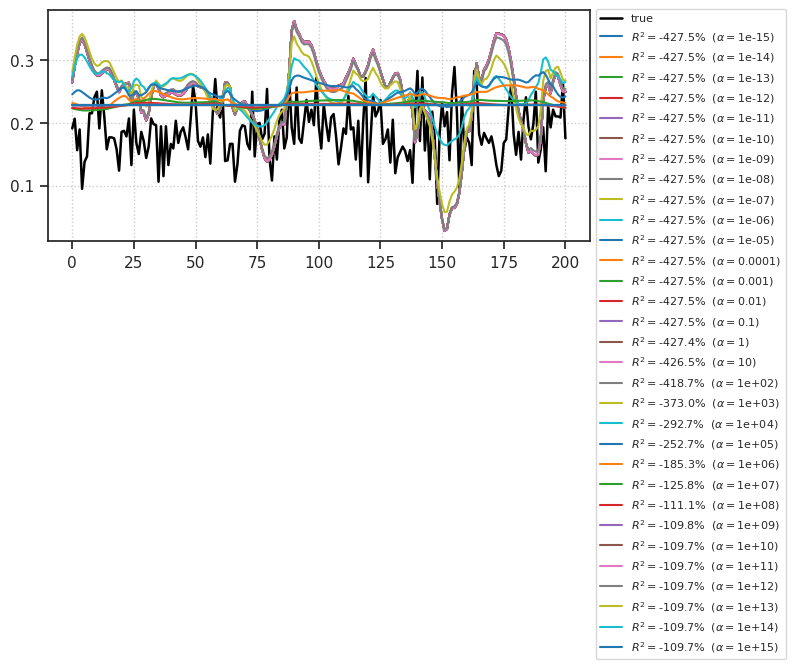 0.3
0.2
0.1
0 25 50 75 100 125 150 175 200
true
R² = -427.5% (α = 1e-15)
R² = -427.5% (α = 1e-14)
R² = -427.5% (α = 1e-13)
R² = -427.5% (α = 1e-12)
R² = -427.5% (α = 1e-11)
R² = -427.5% (α = 1e-10)
R² = -427.5% (α = 1e-09)
R² = -427.5% (α = 1e-08)
R² = -427.5% (α = 1e-07)
R² = -427.5% (α = 1e-06)
R² = -427.5% (α = 1e-05)
R² = -427.5% (α = 0.0001)
R² = -427.5% (α = 0.001)
R² = -427.5% (α = 0.01)
R² = -427.5% (α = 0.1)
R² = -427.4% (α = 1)
R² = -426.5% (α = 10)
R² = -418.7% (α = 1e+02)
R² = -373.0% (α = 1e+03)
R² = -292.7% (α = 1e+04)
R² = -252.7% (α = 1e+05)
R² = -185.3% (α = 1e+06)
R² = -125.8% (α = 1e+07)
R² = -111.1% (α = 1e+08)
R² = -109.8% (α = 1e+09)
R² = -109.7% (α = 1e+10)
R² = -109.7% (α = 1e+11)
R² = -109.7% (α = 1e+12)
R² = -109.7% (α = 1e+13)
R² = -109.7% (α = 1e+14)
R² = -109.7% (α = 1e+15)